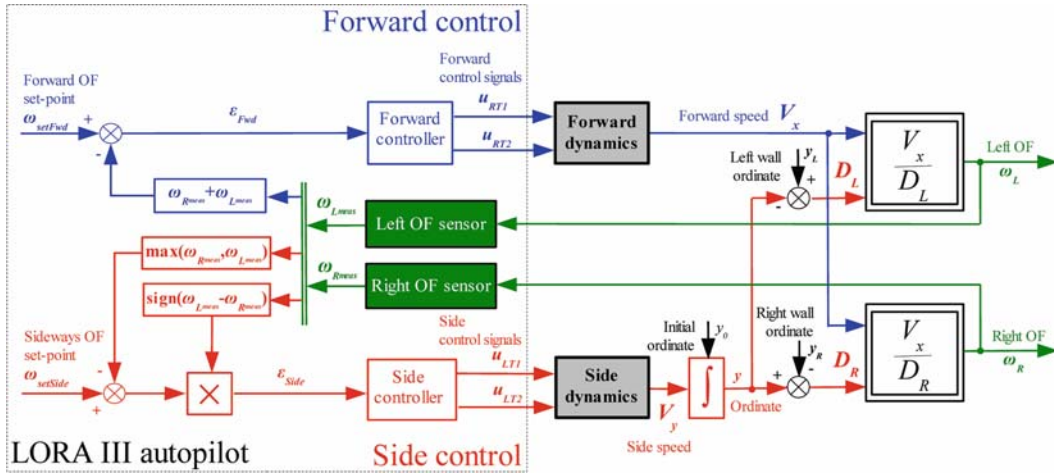 Forward control
Forward OF
set-point
ω_setFwd
+
-
ε_Fwd
Forward
controller
Forward
control signals
u_RT1
u_RT2
Forward
dynamics
Forward speed V_x
V_x
D_L
Left OF
ω_L
Left wall
ordinate
y_L
+
-
D_L
ω_Rmeas+ω_Lmeas
ω_Lmeas
Left OF sensor
max(ω_Rmeas,ω_Lmeas)
ω_Rmeas
Right OF sensor
sign(ω_Lmeas-ω_Rmeas)
Sideways OF
set-point
ω_setSide
-
+
×
ε_Side
Side
controller
Side
control signals
u_LT1
u_LT2
Side
dynamics
V_y
Side speed
Initial
ordinate
y_0
∫
y
Ordinate
Right wall
ordinate
y_R
+
-
D_R
V_x
D_R
Right OF
ω_R
LORA III autopilot
Side control